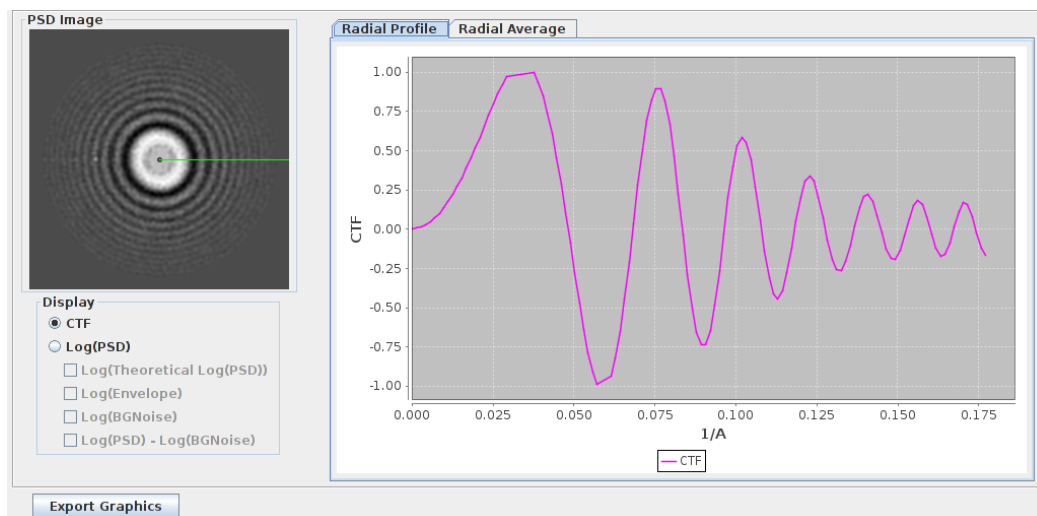 PSD Image
Display
CTF
Log(PSD)
Log(Theoretical Log(PSD))
Log(Envelope)
Log(BGNoise)
Log(PSD) - Log(BGNoise)
Export Graphics
Radial Profile Radial Average
CTF
1.00
0.75
0.50
0.25
0.00
-0.25
-0.50
-0.75
-1.00
0.000 0.025 0.050 0.075 0.100 0.125 0.150 0.175
1/A
CTF